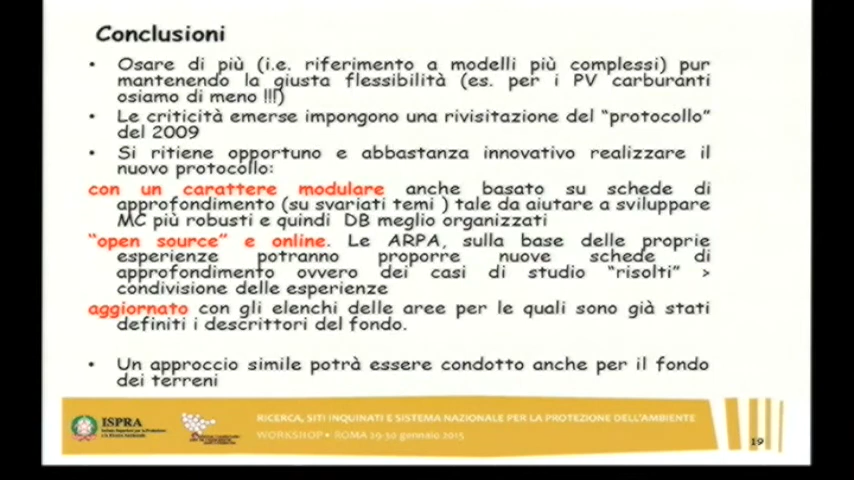 Conclusioni
• Osare di più (i.e. riferimento a modelli più complessi) pur
mantenendo la giusta flessibilità (es. per i PV carburanti
osiamo di meno !!!)
• Le criticità emerse impongono una rivisitazione del “protocollo”
del 2009
• Si ritiene opportuno e abbastanza innovativo realizzare il
nuovo protocollo:
con un carattere modulare anche basato su schede di
approfondimento (su svariati temi ) tale da aiutare a sviluppare
MC più robusti e quindi DB meglio organizzati
“open source” e online. Le ARPA, sulla base delle proprie
esperienze potranno proporre nuove schede di
approfondimento ovvero dei casi di studio “risolti” >
condivisione delle esperienze
aggiornato con gli elenchi delle aree per le quali sono già stati
definiti i descrittori del fondo.
• Un approccio simile potrà essere condotto anche per il fondo
dei terreni
ISPRA
RICERCA, SITI INQUINATI E SISTEMA NAZIONALE PER LA PROTEZIONE DELL'AMBIENTE
WORKSHOP • ROMA 29-30 gennaio 2015
19